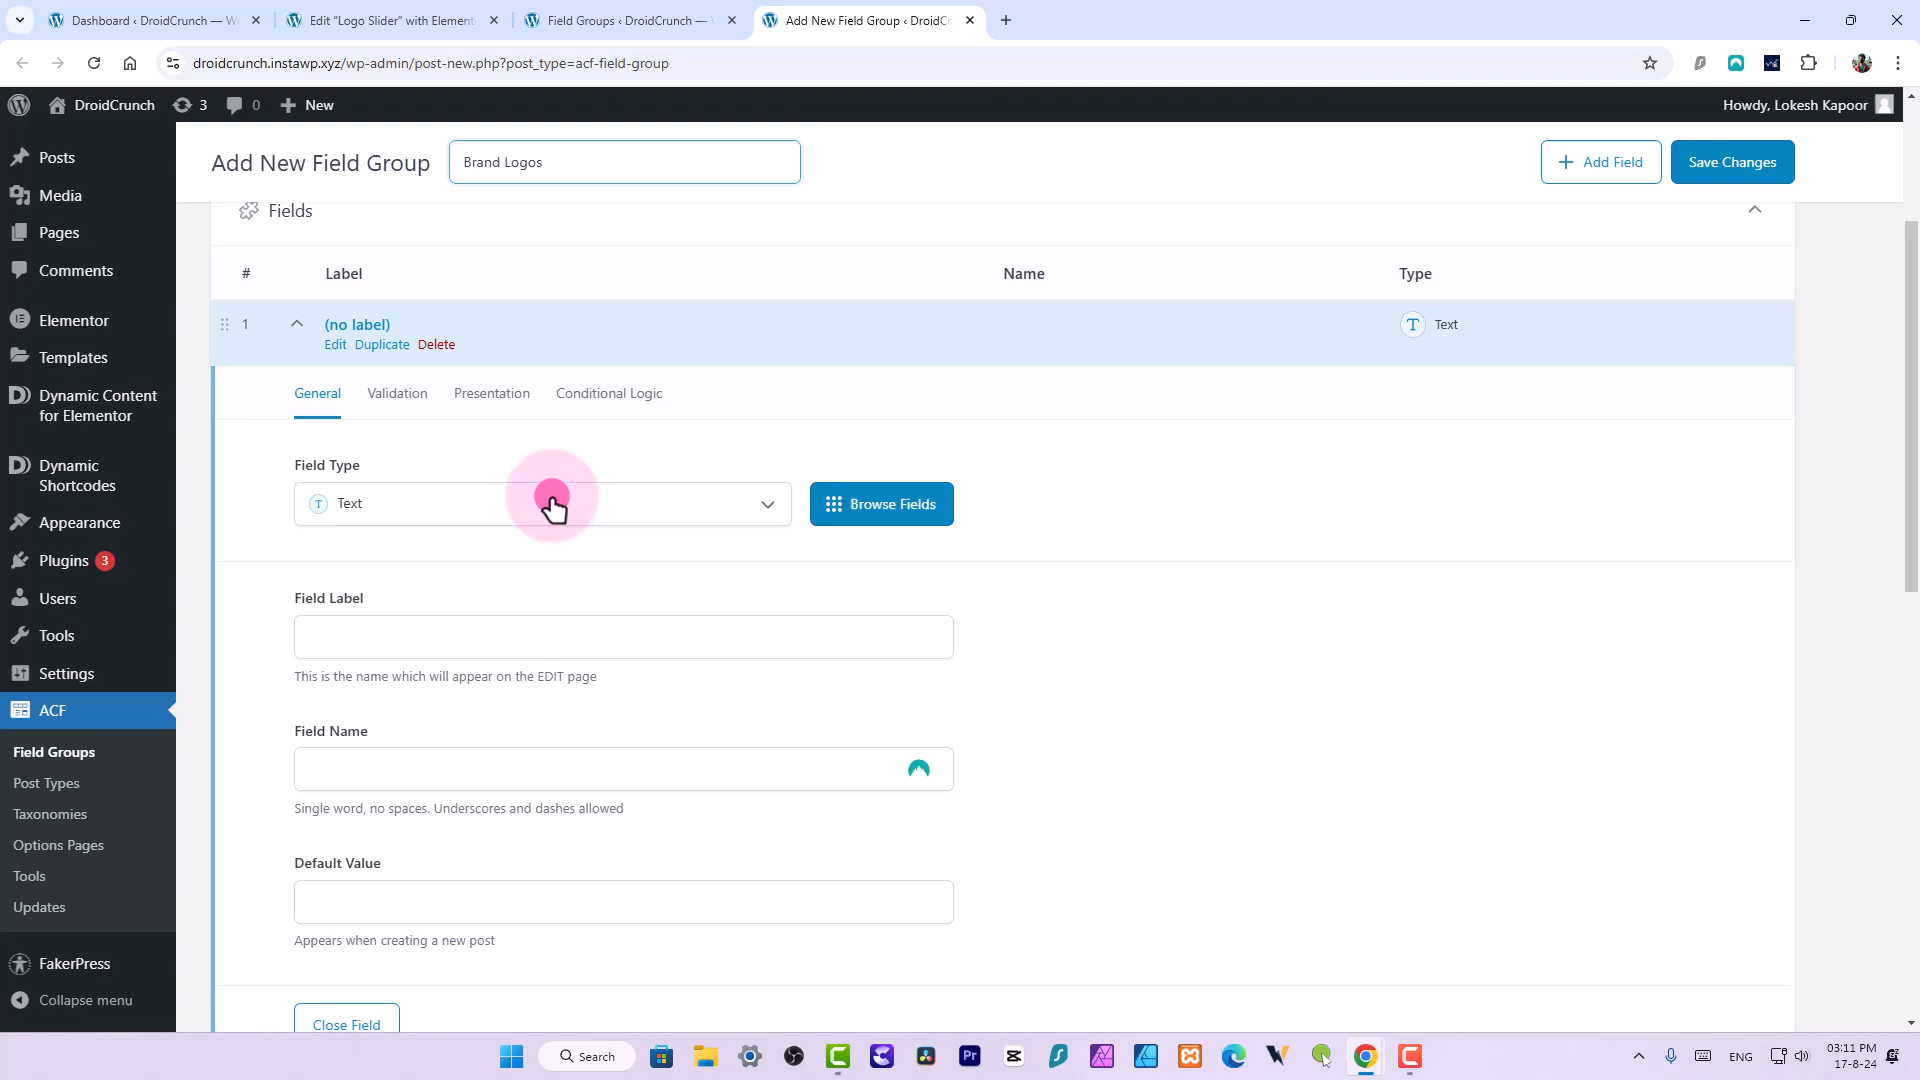 Dashboard ‹ DroidCrunch — W
Edit "Logo Slider" with Element
Field Groups ‹ DroidCrunch —
Add New Field Group ‹ DroidCr
droidcrunch.instawp.xyz/wp-admin/post-new.php?post_type=acf-field-group
DroidCrunch
3
0
New
Howdy, Lokesh Kapoor
Posts
Media
Pages
Comments
Elementor
Templates
Dynamic Content
for Elementor
Dynamic
Shortcodes
Appearance
Plugins 3
Users
Tools
Settings
ACF
Field Groups
Post Types
Taxonomies
Options Pages
Tools
Updates
FakerPress
Collapse menu
Add New Field Group
Brand Logos
+ Add Field
Save Changes
Fields
# Label Name Type
1 (no label) T Text
Edit Duplicate Delete
General Validation Presentation Conditional Logic
Field Type
T Text
Browse Fields
Field Label
This is the name which will appear on the EDIT page
Field Name
Single word, no spaces. Underscores and dashes allowed
Default Value
Appears when creating a new post
Close Field
Search
Pr
ENG
03:11 PM
17-8-24